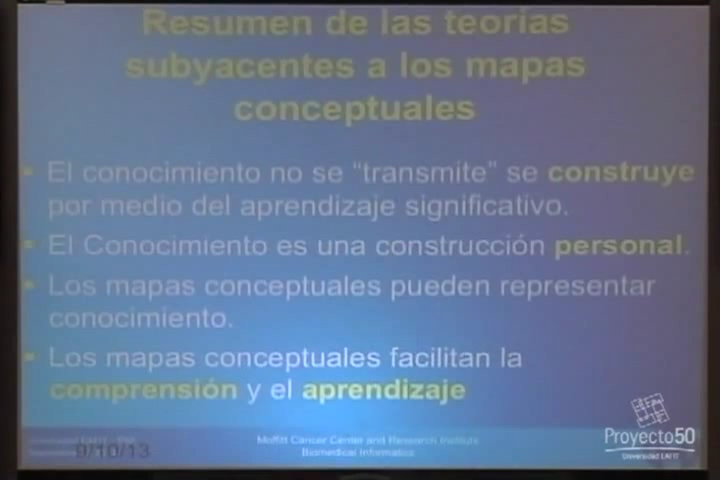 Resumen de las teorías
subyacentes a los mapas
conceptuales
El conocimiento no se “transmite” se construye
por medio del aprendizaje significativo.
El Conocimiento es una construcción personal.
Los mapas conceptuales pueden representar
conocimiento.
Los mapas conceptuales facilitan la
comprensión y el aprendizaje
9/10/13
Moffitt Cancer Center and Research Institute
Biomedical Informatics
Proyecto50
Universidad EAFIT